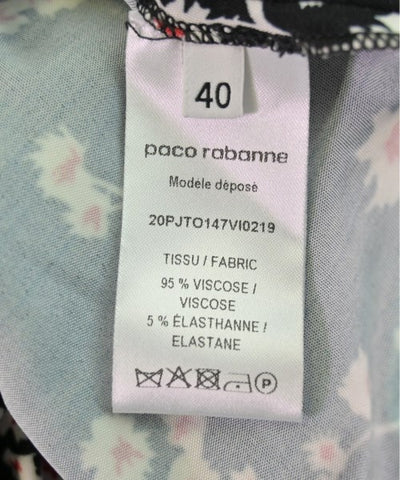 40
paco rabanne
Modèle déposé
20PJTO147VI0219
TISSU / FABRIC
95 % VISCOSE /
VISCOSE
5 % ÉLASTHANNE /
ELASTANE
P